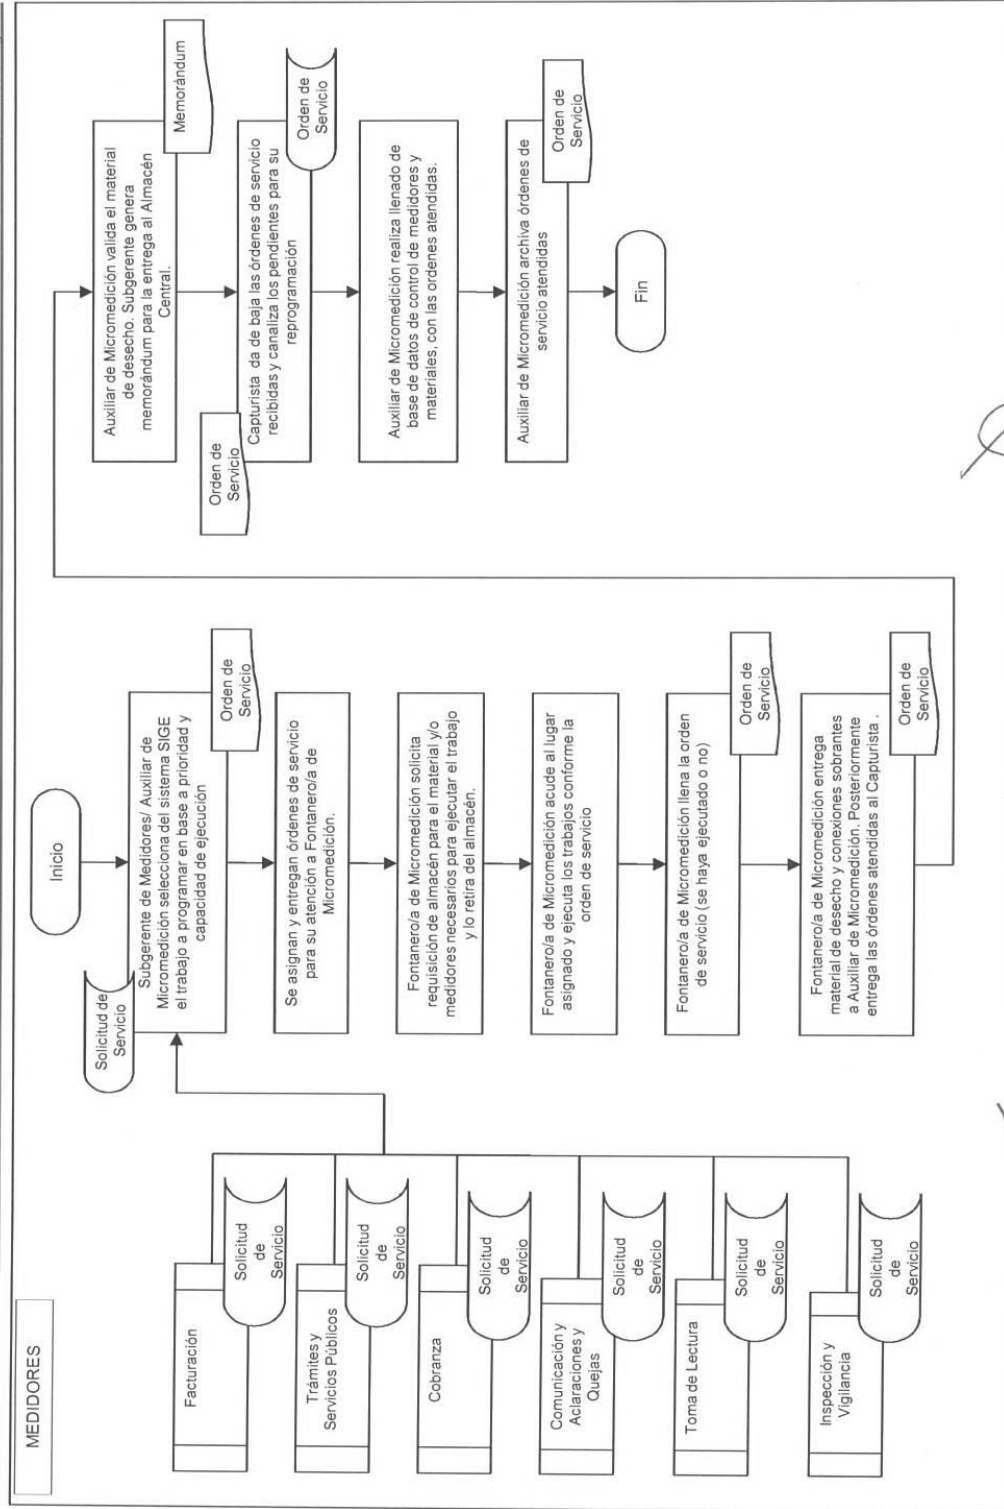 MEDIDORES
Facturación
Solicitud
de
Servicio
Trámites y
Servicios Públicos
Solicitud
de
Servicio
Cobranza
Solicitud
de
Servicio
Comunicación y
Aclaraciones y
Quejas
Solicitud
de
Servicio
Toma de Lectura
Solicitud
de
Servicio
Inspección y
Vigilancia
Solicitud
de
Servicio
Inicio
Solicitud de
Servicio
Subgerente de Medidores/ Auxiliar de
Micromedición selecciona del sistema SIGE
el trabajo a programar en base a prioridad y
capacidad de ejecución
Orden de
Servicio
Se asignan y entregan órdenes de servicio
para su atención a Fontanero/a de
Micromedición.
Fontanero/a de Micromedición solicita
requisición de almacén para el material y/o
medidores necesarios para ejecutar el trabajo
y lo retira del almacén.
Fontanero/a de Micromedición acude al lugar
asignado y ejecuta los trabajos conforme la
orden de servicio
Fontanero/a de Micromedición llena la orden
de servicio (se haya ejecutado o no)
Orden de
Servicio
Fontanero/a de Micromedición entrega
material de desecho y conexiones sobrantes
a Auxiliar de Micromedición. Posteriormente
entrega las órdenes atendidas al Capturista .
Orden de
Servicio
Auxiliar de Micromedición valida el material
de desecho. Subgerente genera
memorándum para la entrega al Almacén
Central.
Memorándum
Orden de
Servicio
Capturista da de baja las órdenes de servicio
recibidas y canaliza los pendientes para su
reprogramación
Orden de
Servicio
Auxiliar de Micromedición realiza llenado de
base de datos de control de medidores y
materiales, con las ordenes atendidas.
Auxiliar de Micromedición archiva órdenes de
servicio atendidas
Orden de
Servicio
Fin